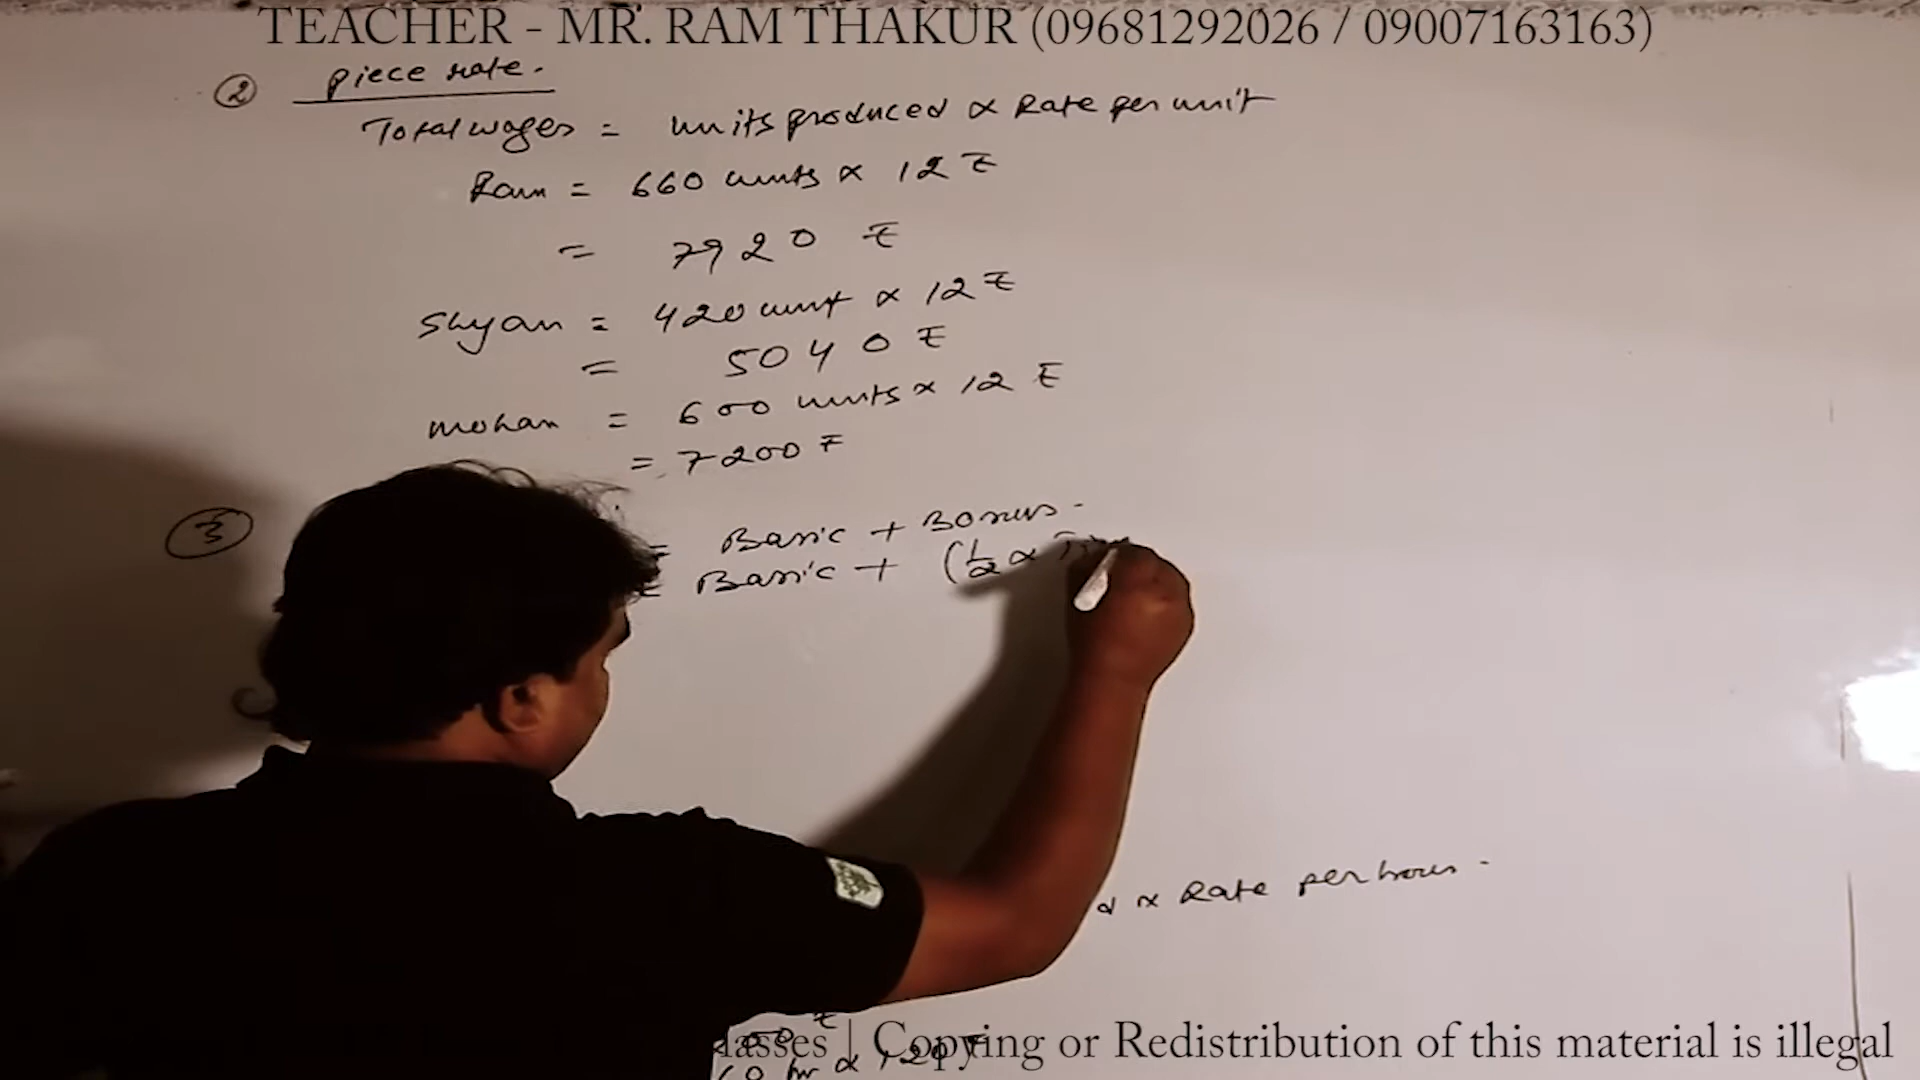 TEACHER - MR. RAM THAKUR (09681292026 / 09007163163)
② piece rate.
Total wages = units produced × Rate per unit
Ram = 660 units × 12 ₹
= 7920 ₹
Shyam = 420 unit × 12 ₹
= 5040 ₹
mohan = 600 units × 12 ₹
= 7200 ₹
③ = Basic + Bonus.
= Basic + (1/2 ×
d × Rate per hour.
lasses | Copying or Redistribution of this material is illegal